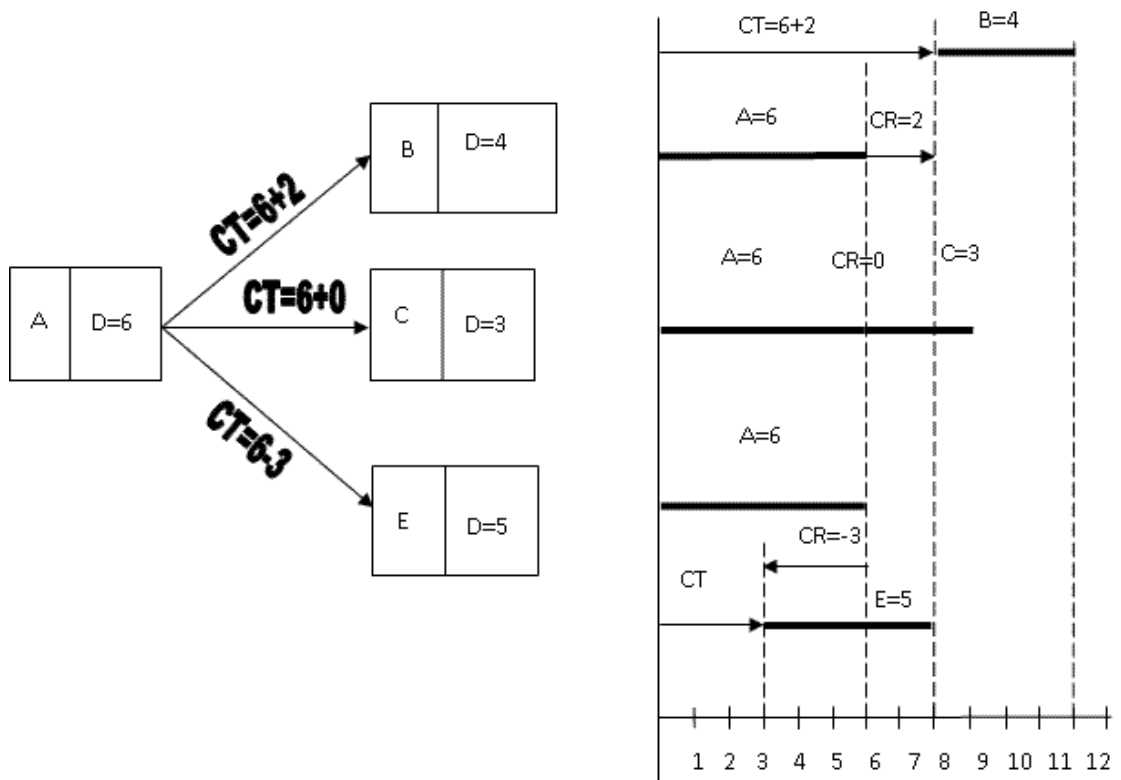 A
D=6
CT=6+2
CT=6+0
CT=6-3
B
D=4
C
D=3
E
D=5
CT=6+2
B=4
A=6
CR=2
A=6
CR=0
C=3
A=6
CR=-3
CT
E=5
1 2 3 4 5 6 7 8 9 10 11 12